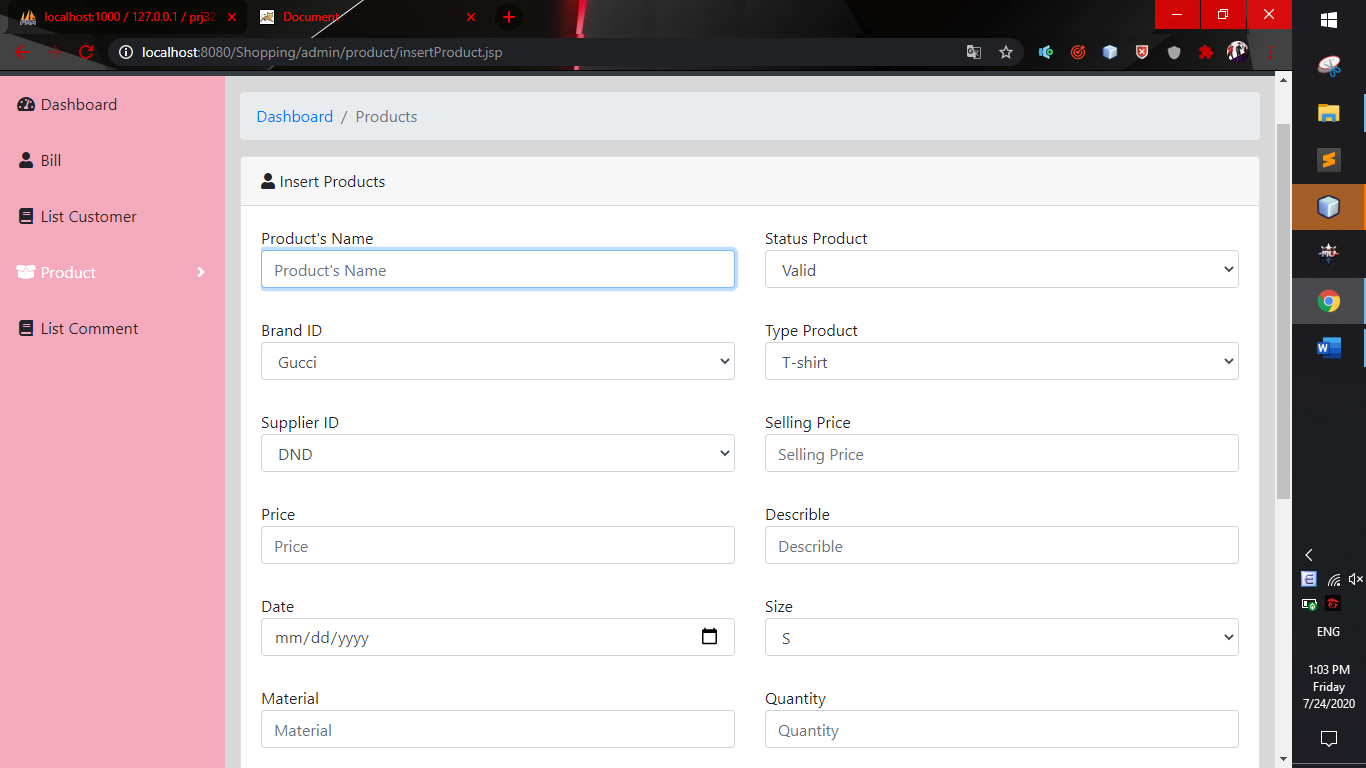 localhost:1000 / 127.0.0.1 / prj32
Document
localhost:8080/Shopping/admin/product/insertProduct.jsp
Dashboard
Bill
List Customer
Product
List Comment
Dashboard / Products
Insert Products
Product's Name
Product's Name
Status Product
Valid
Brand ID
Gucci
Type Product
T-shirt
Supplier ID
DND
Selling Price
Selling Price
Price
Price
Describle
Describle
Date
mm/dd/yyyy
Size
S
Material
Material
Quantity
Quantity
ENG
1:03 PM
Friday
7/24/2020